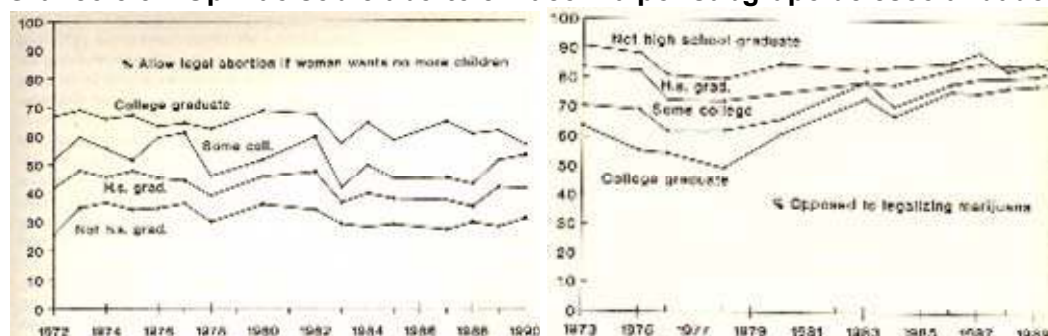 100
90
80
70
60
50
40
30
20
10
0
% Allow legal abortion if woman wants no more children
College graduate
Some coll.
H.s. grad.
Not h.s. grad.
1972 1974 1976 1978 1980 1982 1984 1986 1988 1990
100
90
80
70
60
50
40
30
20
10
0
Not high school graduate
H.s. grad.
Some college
College graduate
% Opposed to legalizing marijuana
1973 1977 1979 1981 1983 1985 1987